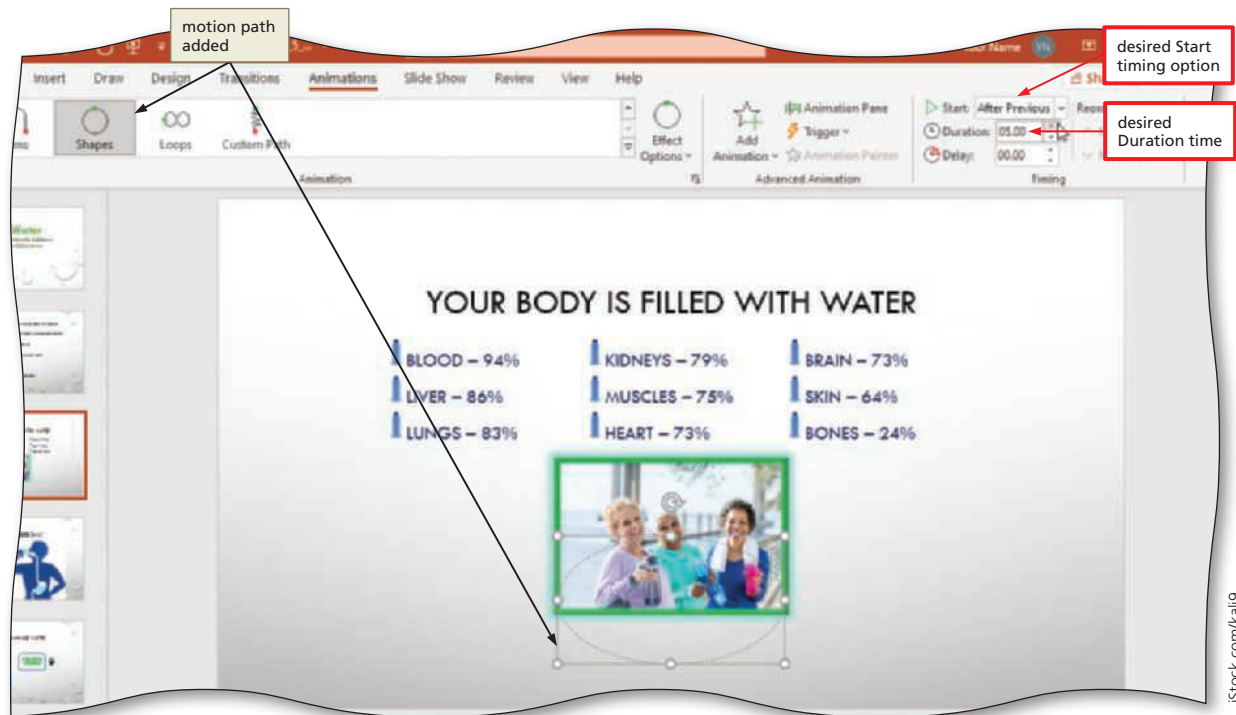 motion path
added
desired Start
timing option
Name YN
Insert Draw Design Transitions Animations Slide Show Review View Help
Shapes Loops Custom Path
Effect
Options
Add
Animation
Animation Pane
Trigger
Animation Painter
Start: After Previous
Duration: 05.00
Delay: 00.00
desired
Duration time
Animation Advanced Animation Timing
YOUR BODY IS FILLED WITH WATER
BLOOD – 94% KIDNEYS – 79% BRAIN – 73%
LIVER – 86% MUSCLES – 75% SKIN – 64%
LUNGS – 83% HEART – 73% BONES – 24%
iStock.com/kali9